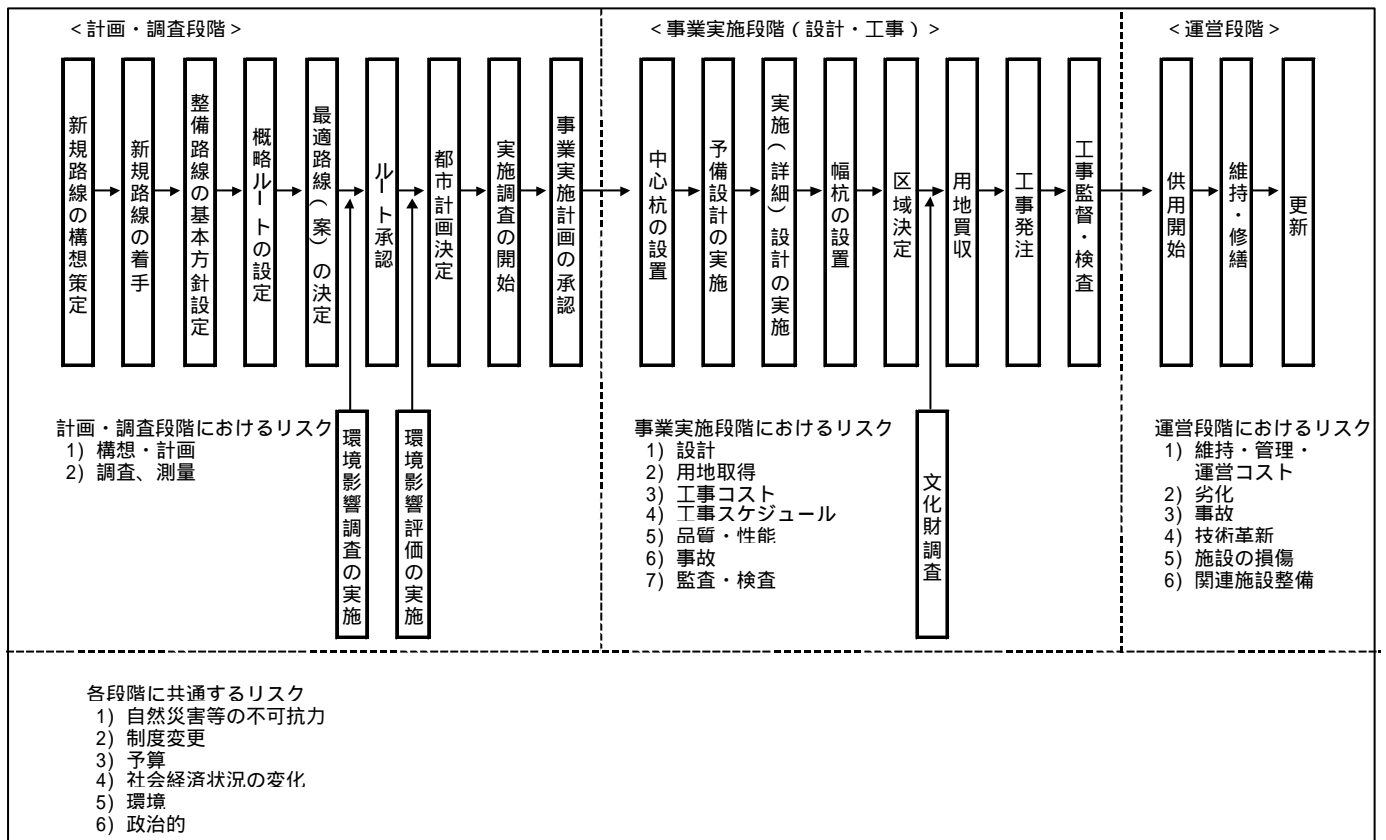 ＜計画・調査段階＞
新規路線の構想策定
新規路線の着手
整備路線の基本方針設定
概略ルートの設定
最適路線（案）の決定
ルート承認
都市計画決定
実施調査の開始
事業実施計画の承認
環境影響調査の実施
環境影響評価の実施
計画・調査段階におけるリスク
1) 構想・計画
2) 調査、測量
＜事業実施段階（設計・工事）＞
中心杭の設置
予備設計の実施
実施（詳細）設計の実施
幅杭の設置
区域決定
用地買収
工事発注
工事監督・検査
文化財調査
事業実施段階におけるリスク
1) 設計
2) 用地取得
3) 工事コスト
4) 工事スケジュール
5) 品質・性能
6) 事故
7) 監査・検査
＜運営段階＞
供用開始
維持・修繕
更新
運営段階におけるリスク
1) 維持・管理・
運営コスト
2) 劣化
3) 事故
4) 技術革新
5) 施設の損傷
6) 関連施設整備
各段階に共通するリスク
1) 自然災害等の不可抗力
2) 制度変更
3) 予算
4) 社会経済状況の変化
5) 環境
6) 政治的